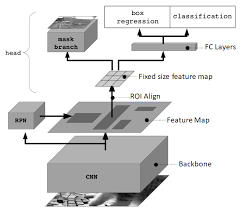 box
regression
classification
head
mask
branch
FC Layers
Fixed size feature map
ROI Align
RPN
Feature Map
Backbone
CNN